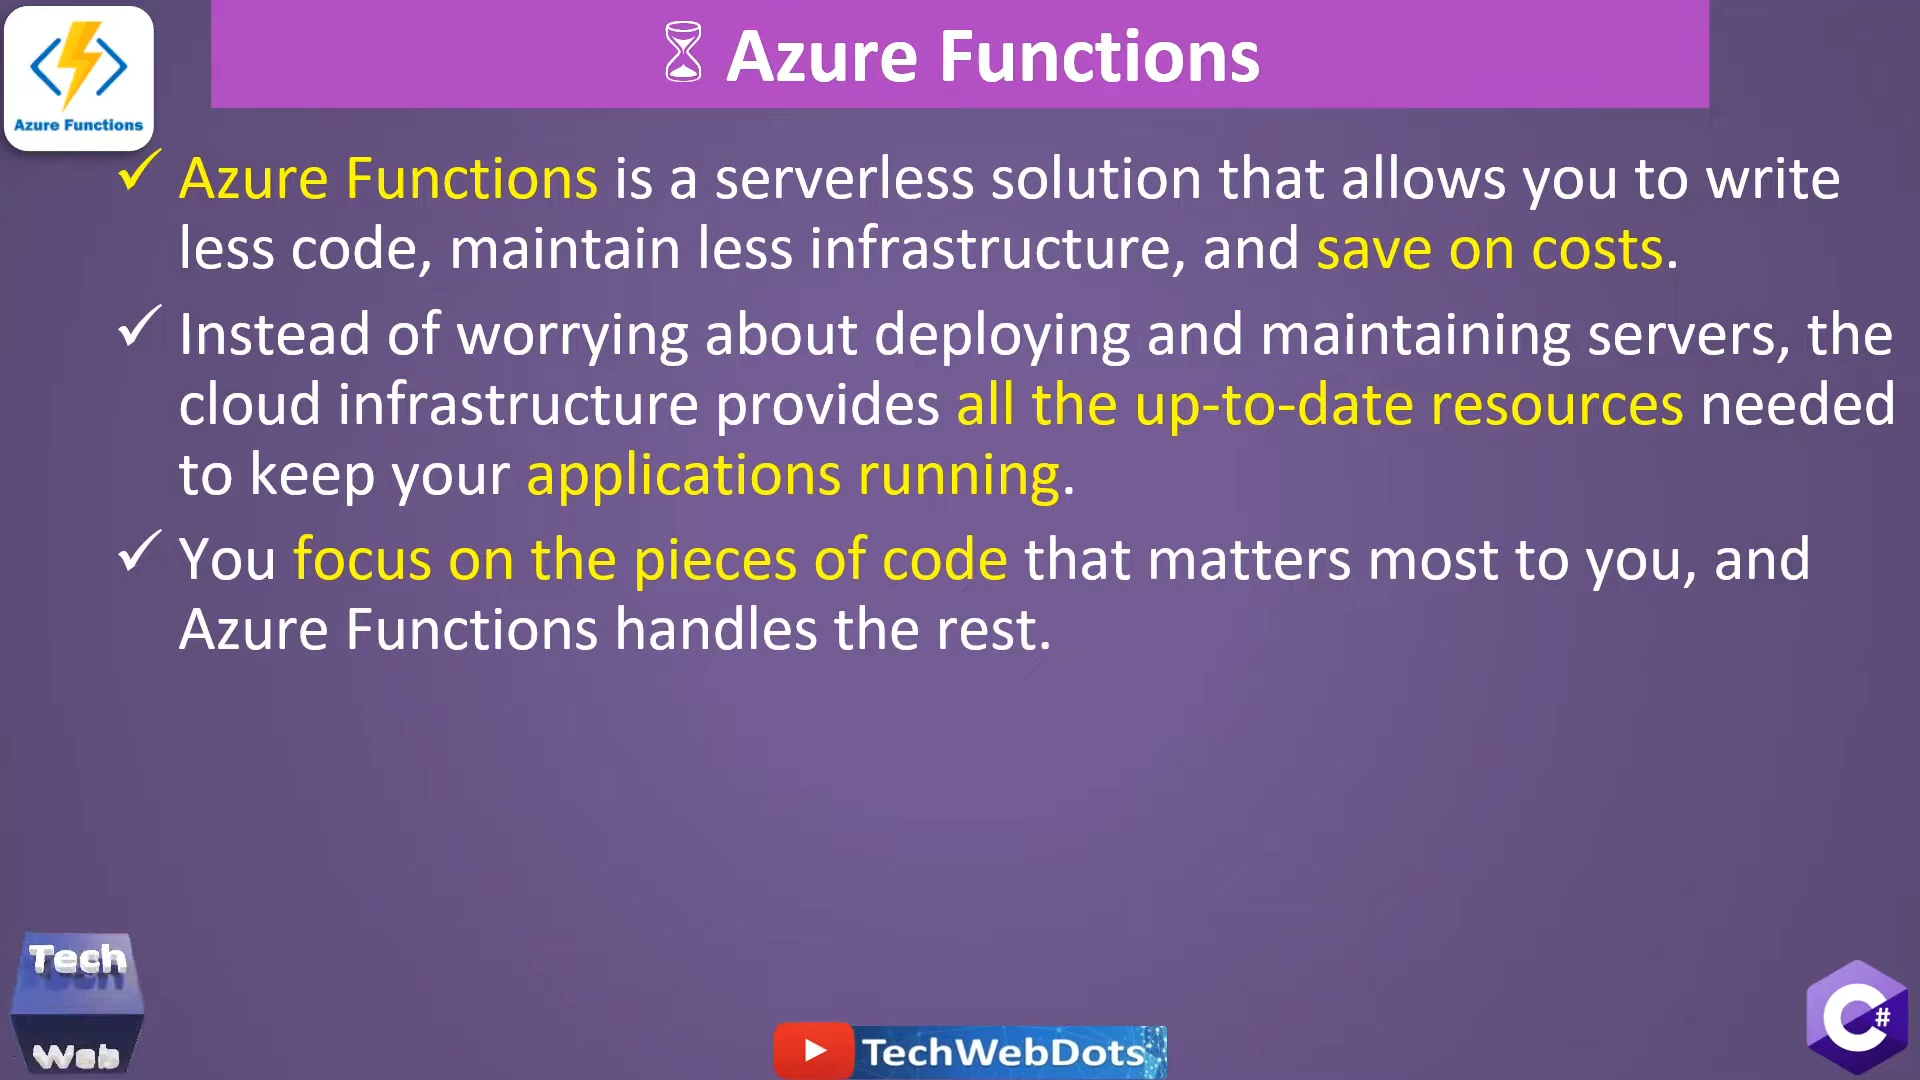 ⏳ Azure Functions
Azure Functions
✓ Azure Functions is a serverless solution that allows you to write
less code, maintain less infrastructure, and save on costs.
✓ Instead of worrying about deploying and maintaining servers, the
cloud infrastructure provides all the up-to-date resources needed
to keep your applications running.
✓ You focus on the pieces of code that matters most to you, and
Azure Functions handles the rest.
Tech
Web
TechWebDots
C#